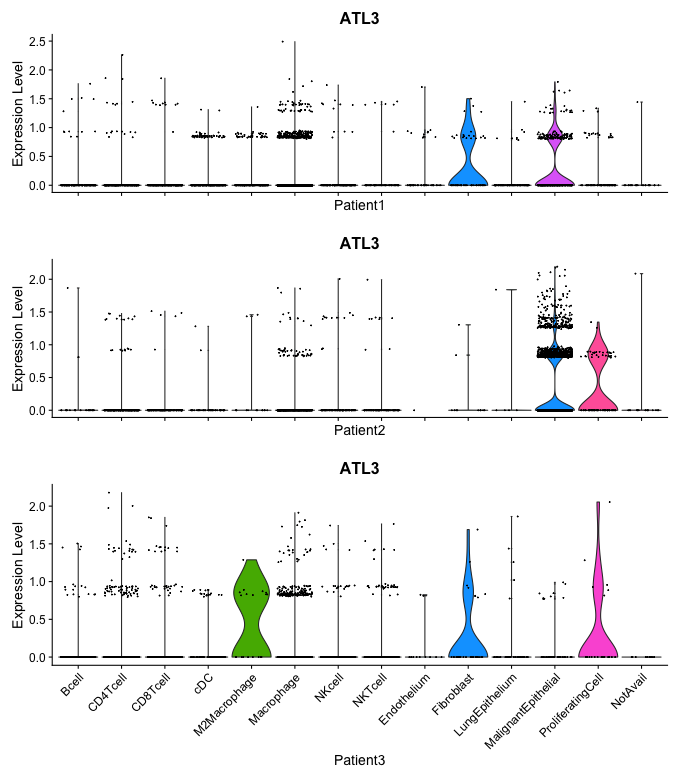 ATL3
Expression Level
2.5
2.0
1.5
1.0
0.5
0.0
Patient1
ATL3
Expression Level
2.0
1.5
1.0
0.5
0.0
Patient2
ATL3
Expression Level
2.0
1.5
1.0
0.5
0.0
Bcell
CD4Tcell
CD8Tcell
cDC
M2Macrophage
Macrophage
NKcell
NKTcell
Endothelium
Fibroblast
LungEpithelium
MalignantEpithelial
ProliferatingCell
NotAvail
Patient3